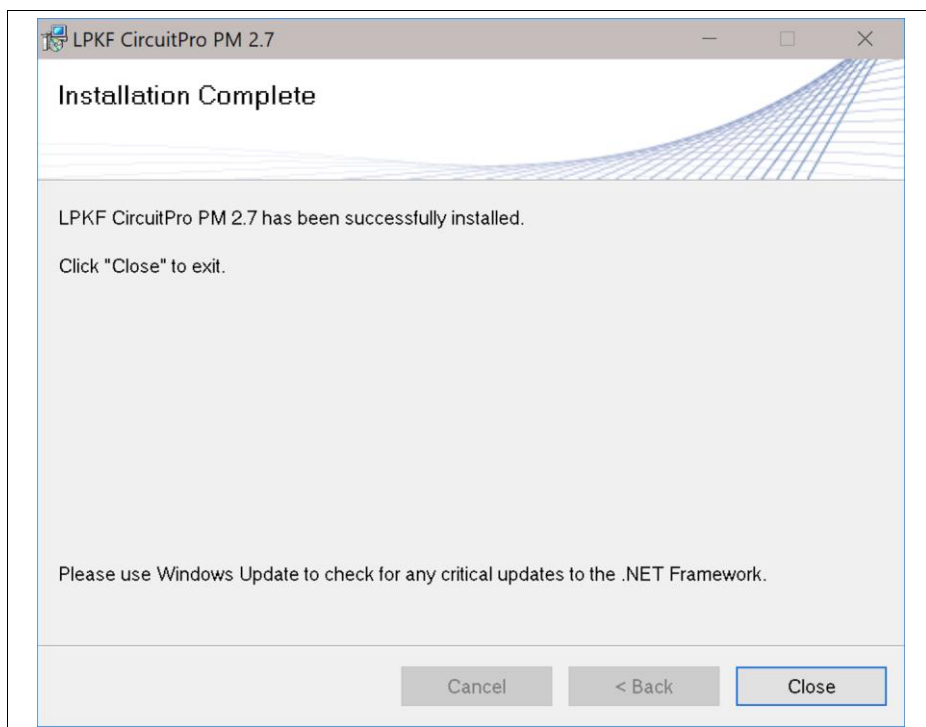 LPKF CircuitPro PM 2.7
Installation Complete
LPKF CircuitPro PM 2.7 has been successfully installed.
Click "Close" to exit.
Please use Windows Update to check for any critical updates to the .NET Framework.
Cancel
< Back
Close